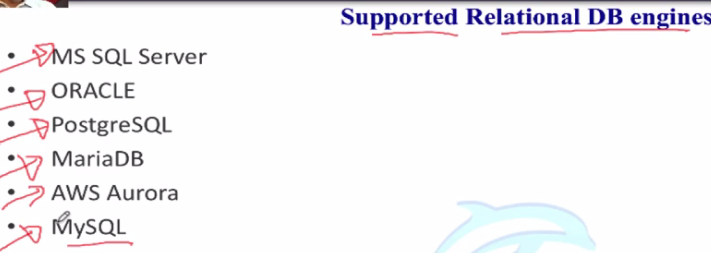 Supported Relational DB engines
MS SQL Server
ORACLE
PostgreSQL
MariaDB
AWS Aurora
MySQL